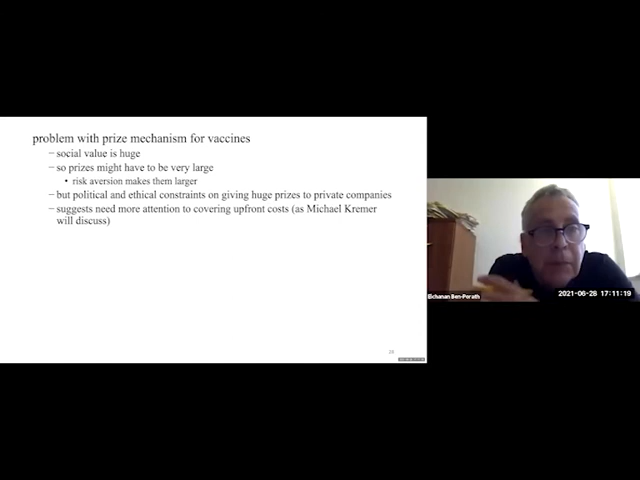 problem with prize mechanism for vaccines
– social value is huge
– so prizes might have to be very large
• risk aversion makes them larger
– but political and ethical constraints on giving huge prizes to private companies
– suggests need more attention to covering upfront costs (as Michael Kremer
will discuss)
Elchanan Ben-Porath
2021-06-28 17:11:19